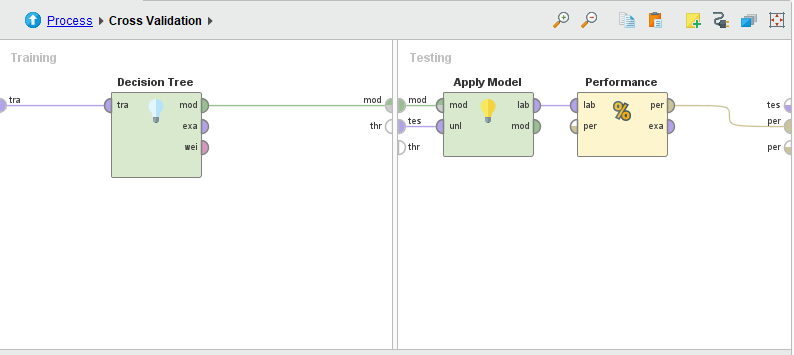 Process Cross Validation
Training
Testing
Decision Tree
Apply Model
Performance
tra
tra
mod
exa
wei
mod
thr
mod
tes
thr
mod
unl
lab
mod
lab
per
per
exa
tes
per
per